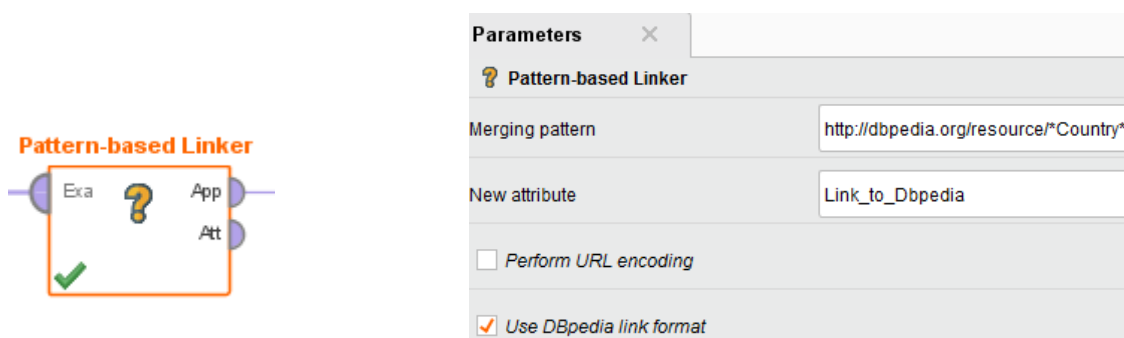 Parameters
Pattern-based Linker
Merging pattern
http://dbpedia.org/resource/*Country*
Pattern-based Linker
Exa
App
New attribute
Link_to_Dbpedia
Att
Perform URL encoding
Use DBpedia link format